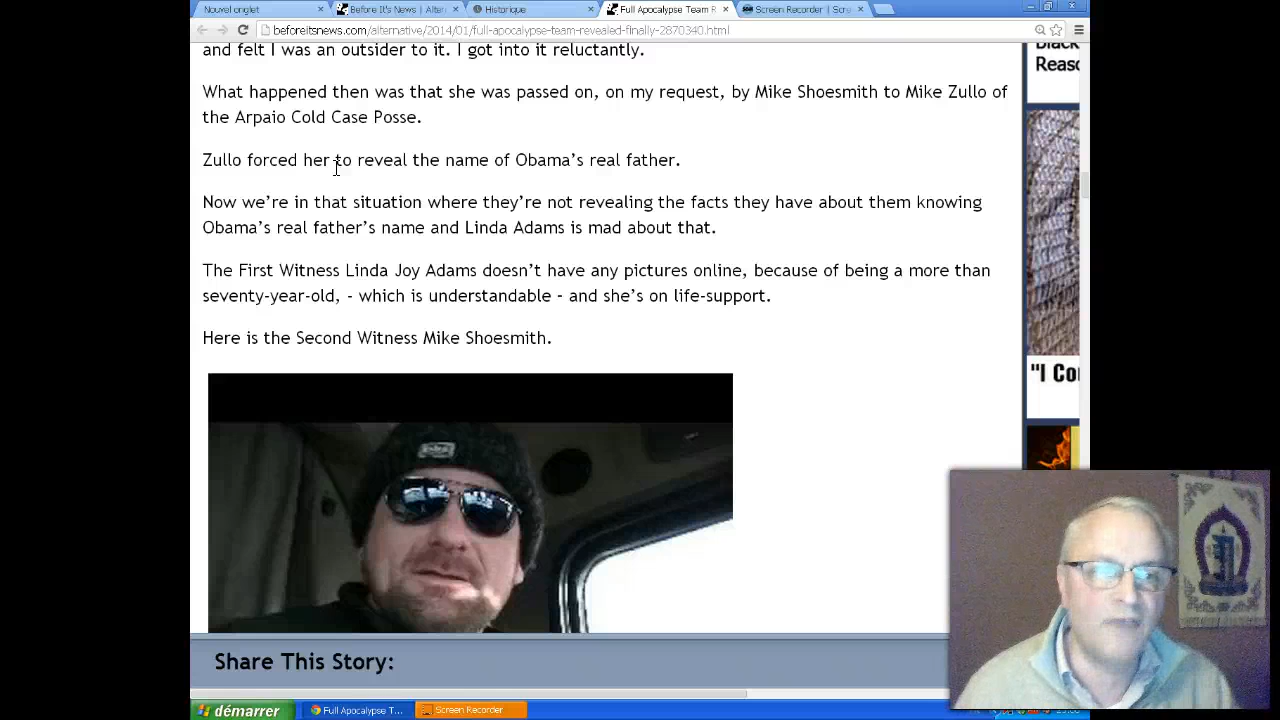 Nouvel onglet
Before It's News | Alter
Historique
Full Apocalypse Team R
Screen Recorder | Scre
beforeitsnews.com/alternative/2014/01/full-apocalypse-team-revealed-finally-2870340.html
and felt I was an outsider to it. I got into it reluctantly.
What happened then was that she was passed on, on my request, by Mike Shoesmith to Mike Zullo of
the Arpaio Cold Case Posse.
Zullo forced her to reveal the name of Obama’s real father.
Now we’re in that situation where they’re not revealing the facts they have about them knowing
Obama’s real father’s name and Linda Adams is mad about that.
The First Witness Linda Joy Adams doesn’t have any pictures online, because of being a more than
seventy-year-old, - which is understandable - and she’s on life-support.
Here is the Second Witness Mike Shoesmith.
Black
Reaso
"I Co
Share This Story:
démarrer
Full Apocalypse T...
Screen Recorder